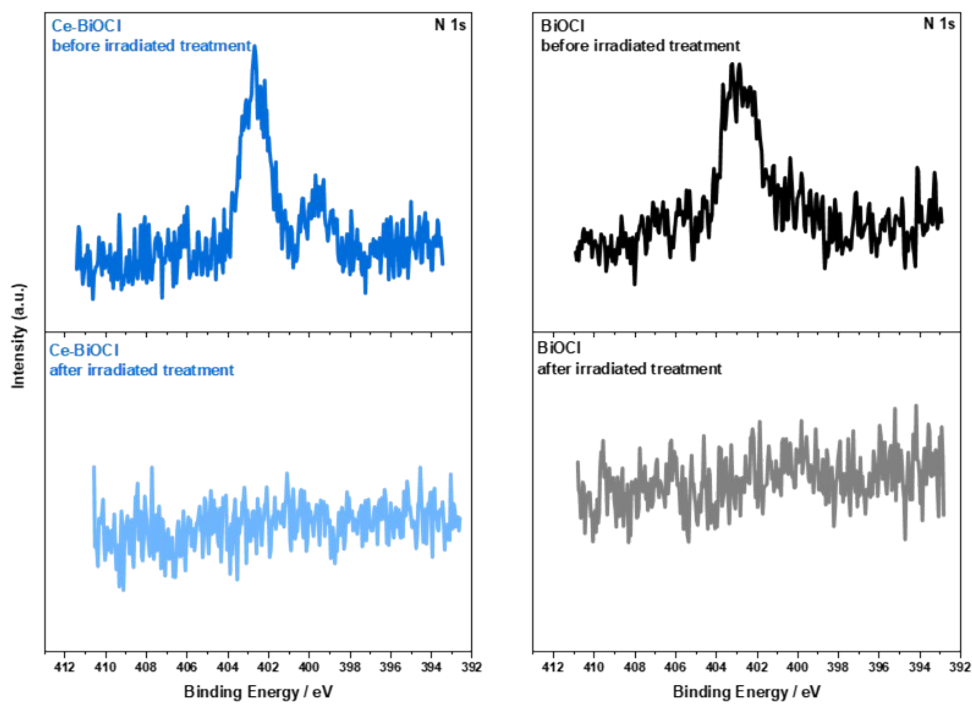 Ce-BiOCl
before irradiated treatment
N 1s
BiOCl
before irradiated treatment
N 1s
Ce-BiOCl
after irradiated treatment
BiOCl
after irradiated treatment
Intensity (a.u.)
412 410 408 406 404 402 400 398 396 394 392
412 410 408 406 404 402 400 398 396 394 392
Binding Energy / eV
Binding Energy / eV